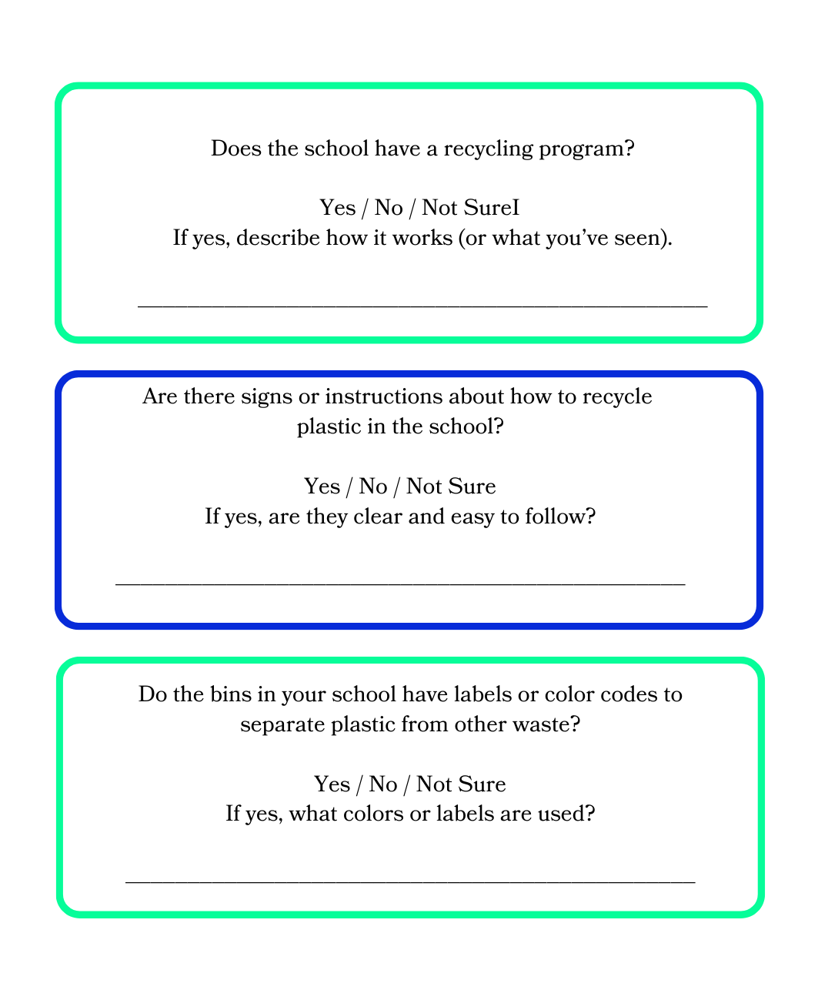 Does the school have a recycling program?
Yes / No / Not SureI
If yes, describe how it works (or what you’ve seen).
______________________________________________
Are there signs or instructions about how to recycle
plastic in the school?
Yes / No / Not Sure
If yes, are they clear and easy to follow?
______________________________________________
Do the bins in your school have labels or color codes to
separate plastic from other waste?
Yes / No / Not Sure
If yes, what colors or labels are used?
______________________________________________